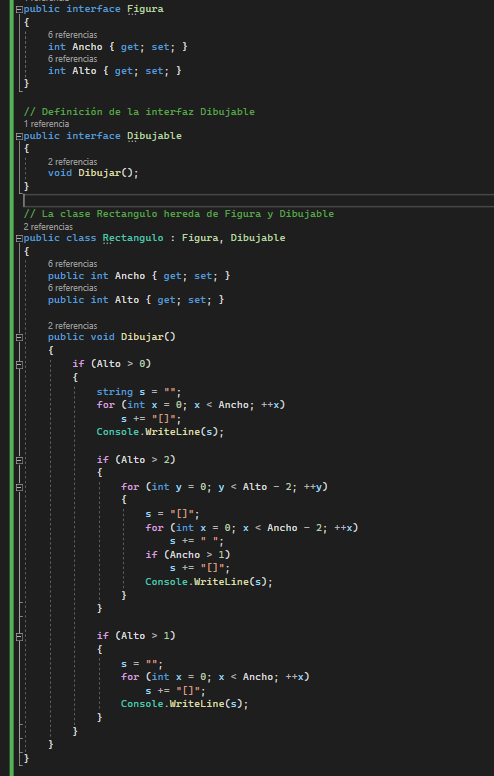 public interface Figura
{
6 referencias
int Ancho { get; set; }
6 referencias
int Alto { get; set; }
}
// Definición de la interfaz Dibujable
1 referencia
public interface Dibujable
{
2 referencias
void Dibujar();
}
// La clase Rectangulo hereda de Figura y Dibujable
2 referencias
public class Rectangulo : Figura, Dibujable
{
6 referencias
public int Ancho { get; set; }
6 referencias
public int Alto { get; set; }
2 referencias
public void Dibujar()
{
if (Alto > 0)
{
string s = "";
for (int x = 0; x < Ancho; ++x)
s += "[]";
Console.WriteLine(s);
if (Alto > 2)
{
for (int y = 0; y < Alto - 2; ++y)
{
s = "[]";
for (int x = 0; x < Ancho - 2; ++x)
s += " ";
if (Ancho > 1)
s += "[]";
Console.WriteLine(s);
}
}
if (Alto > 1)
{
s = "";
for (int x = 0; x < Ancho; ++x)
s += "[]";
Console.WriteLine(s);
}
}
}
}